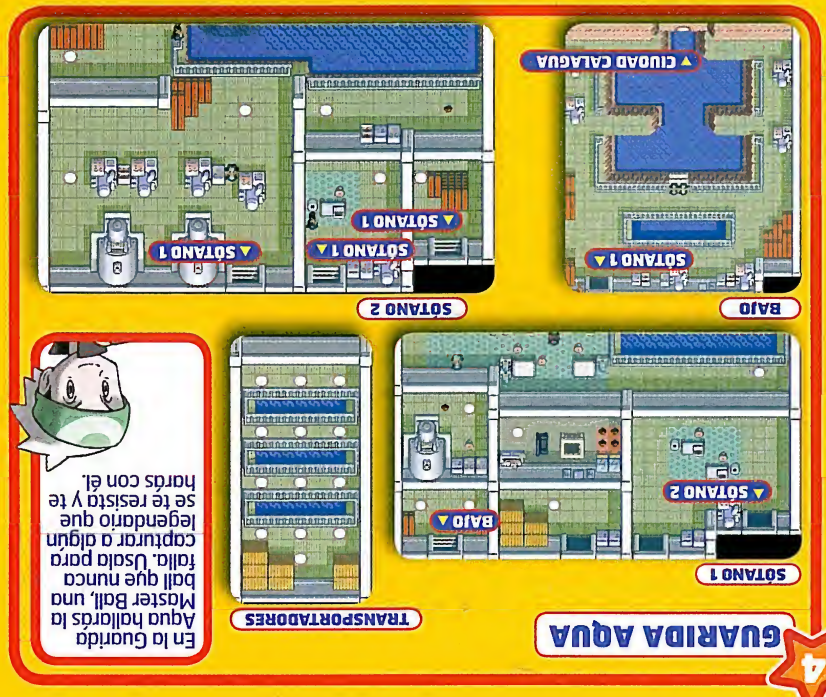 4
GUARIDA AQUA
SÓTANO 1
SÓTANO 2
BAJO
TRANSPORTADORES
En la Guarida
Aqua hallarás la
Master Ball, una
ball que nunca
falla. Úsala para
capturar a algún
legendario que
se te resista y te
harás con él.
BAJO
SÓTANO 1
CIUDAD CALAGUA
SÓTANO 2
SÓTANO 1
SÓTANO 1
SÓTANO 1